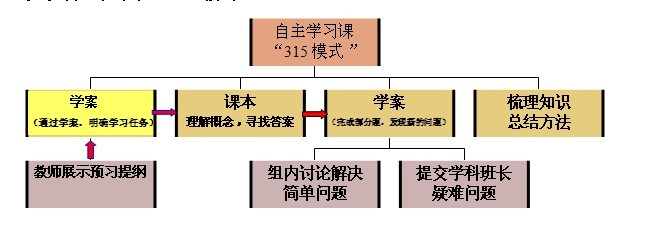 自主学习课
“315 模式 ”
学案
（通过学案，明确学习任务）
课本
理解概念，寻找答案
学案
（完成部分题，发现新的问题）
梳理知识
总结方法
教师展示预习提纲
组内讨论解决
简单问题
提交学科班长
疑难问题